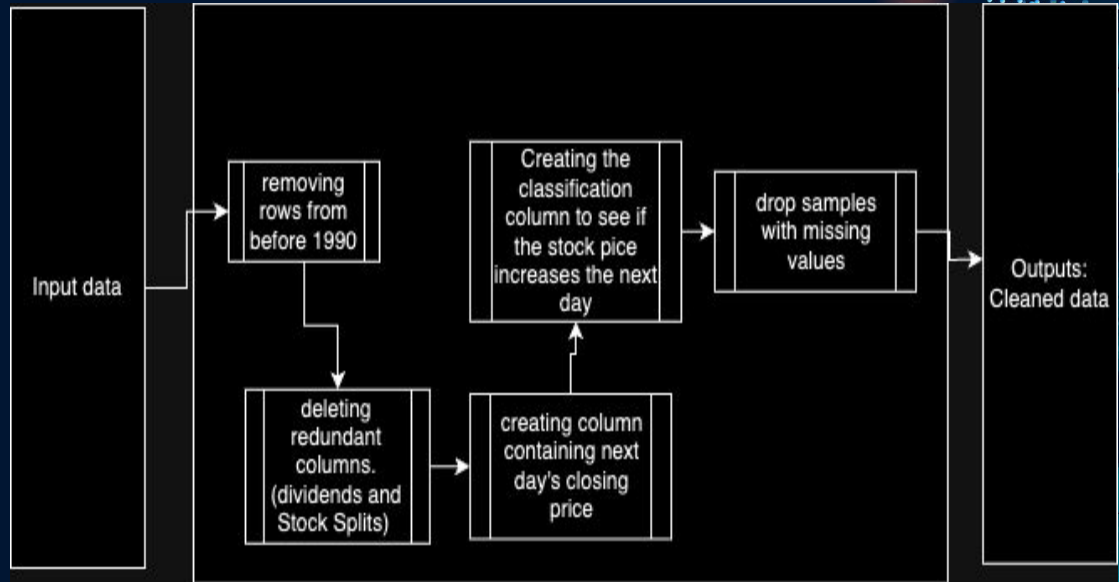 Input data
removing
rows from
before 1990
deleting
redundant
columns.
(dividends and
Stock Splits)
creating column
containing next
day's closing
price
Creating the
classification
column to see if
the stock pice
increases the next
day
drop samples
with missing
values
Outputs:
Cleaned data